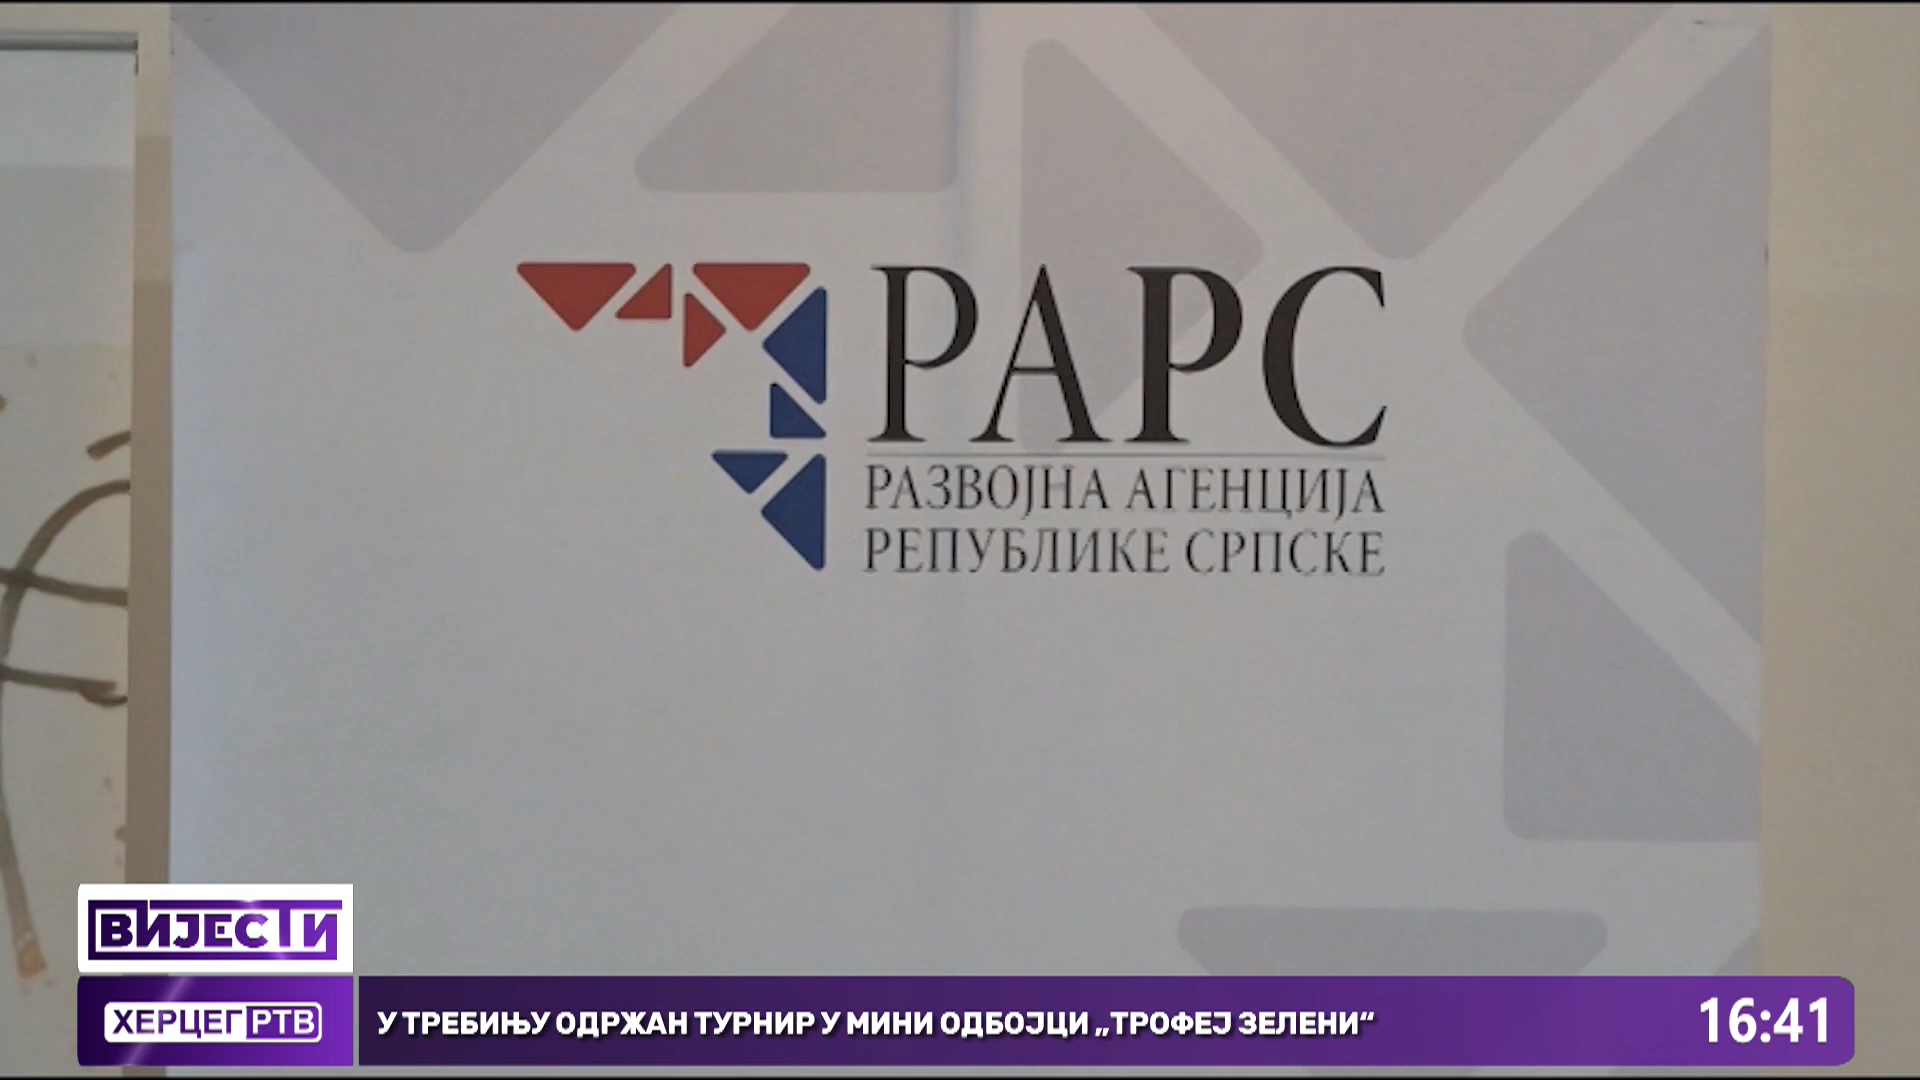 РАРС
РАЗВОЈНА АГЕНЦИЈА
РЕПУБЛИКЕ СРПСКЕ
ВИЈЕСТИ
ХЕРЦЕГ РТВ
У ТРЕБИЊУ ОДРЖАН ТУРНИР У МИНИ ОДБОЈЦИ „ТРОФЕЈ ЗЕЛЕНИ“
16:41